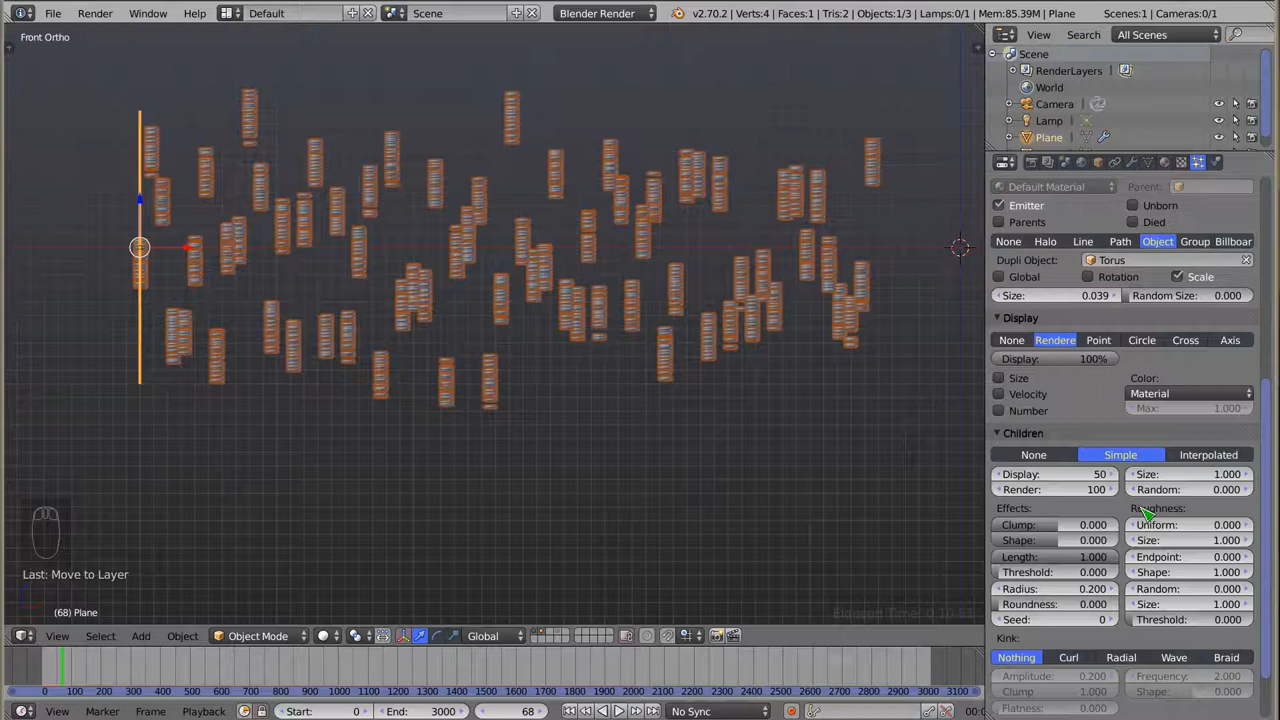 File Render Window Help Default Scene Blender Render v2.70.2 | Verts:4 | Faces:1 | Tris:2 | Objects:1/3 | Lamps:0/1 | Mem:85.39M | Plane Scenes:1 | Cameras:0/1
Front Ortho
View Search All Scenes
Scene
RenderLayers
World
Camera
Lamp
Plane
Default Material Parent:
Emitter Unborn
Parents Died
None Halo Line Path Object Group Billboar
Dupli Object: Torus
Global Rotation Scale
Size: 0.039 Random Size: 0.000
Display
None Rendere Point Circle Cross Axis
Display: 100%
Size Color:
Velocity Material
Number Max: 1.000
Children
None Simple Interpolated
Display: 50 Size: 1.000
Render: 100 Random: 0.000
Effects: Roughness:
Clump: 0.000 Uniform: 0.000
Shape: 0.000 Size: 1.000
Length: 1.000 Endpoint: 0.000
Threshold: 0.000 Shape: 1.000
Radius: 0.200 Random: 0.000
Roundness: 0.000 Size: 1.000
Seed: 0 Threshold: 0.000
Kink:
Nothing Curl Radial Wave Braid
Amplitude: 0.200 Frequency: 2.000
Clump 1.000 Shape: 0.000
Flatness: 0.000
Last: Move to Layer
(68) Plane
Elapsed Time: 0:10:51
View Select Add Object Object Mode Global
0 100 200 300 400 500 600 700 800 900 1000 1100 1200 1300 1400 1500 1600 1700 1800 1900 2000 2100 2200 2300 2400 2500 2600 2700 2800 2900 3000 3100
View Marker Frame Playback Start: 0 End: 3000 68 No Sync